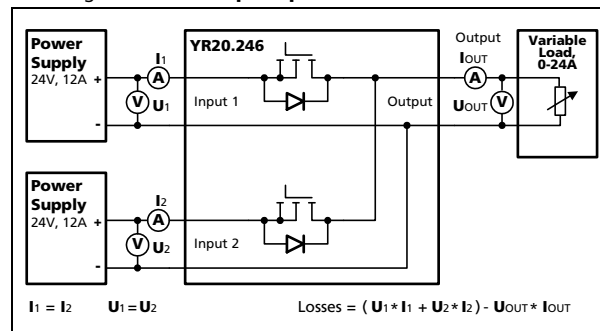 Power
Supply
24V, 12A +
-
I1
A
V
U1
YR20.246
Input 1
Output
Output
IOUT
A
UOUT
V
Variable
Load,
0-24A
Power
Supply
24V, 12A +
-
I2
A
V
U2
Input 2
I1 = I2 U1 = U2 Losses = ( U1* I1 + U2* I2) - UOUT* IOUT